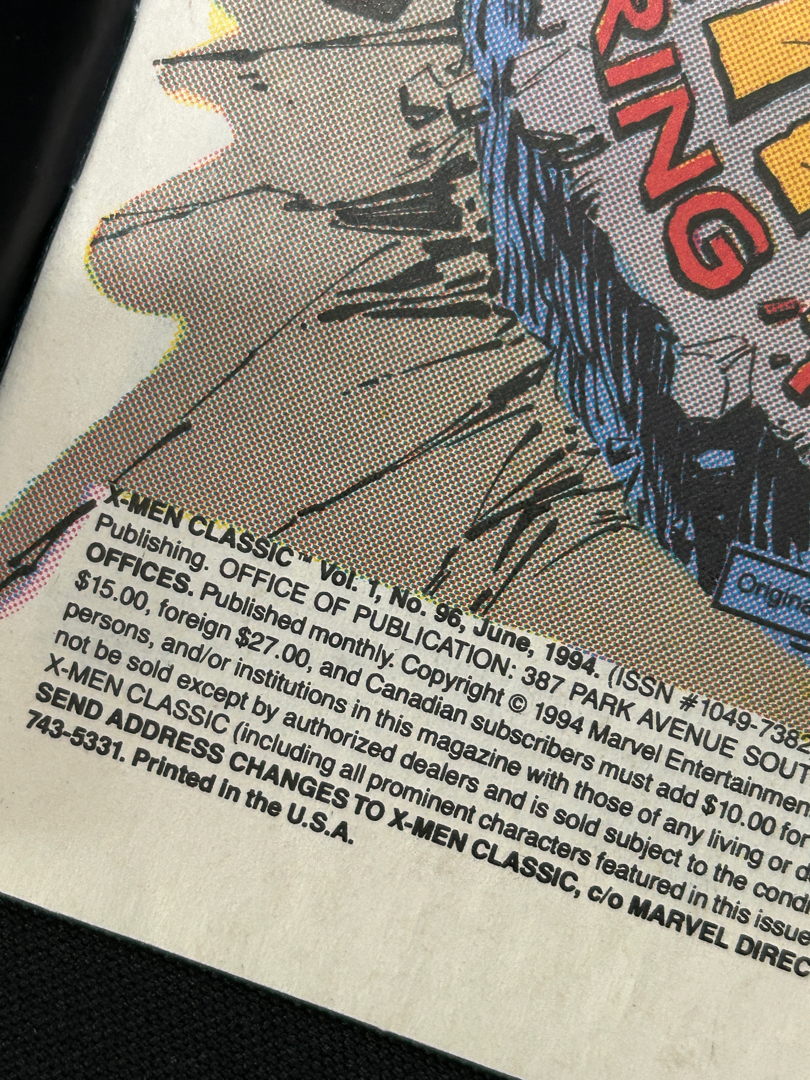 RING
X-MEN CLASSIC™ Vol. 1, No. 96, June, 1994. (ISSN #1049-7382
Publishing. OFFICE OF PUBLICATION: 387 PARK AVENUE SOUT
OFFICES. Published monthly. Copyright © 1994 Marvel Entertainmen
$15.00, foreign $27.00, and Canadian subscribers must add $10.00 for
persons, and/or institutions in this magazine with those of any living or d
not be sold except by authorized dealers and is sold subject to the condi
X-MEN CLASSIC (including all prominent characters featured in this issue
SEND ADDRESS CHANGES TO X-MEN CLASSIC, c/o MARVEL DIREC
743-5331. Printed in the U.S.A.
Origin